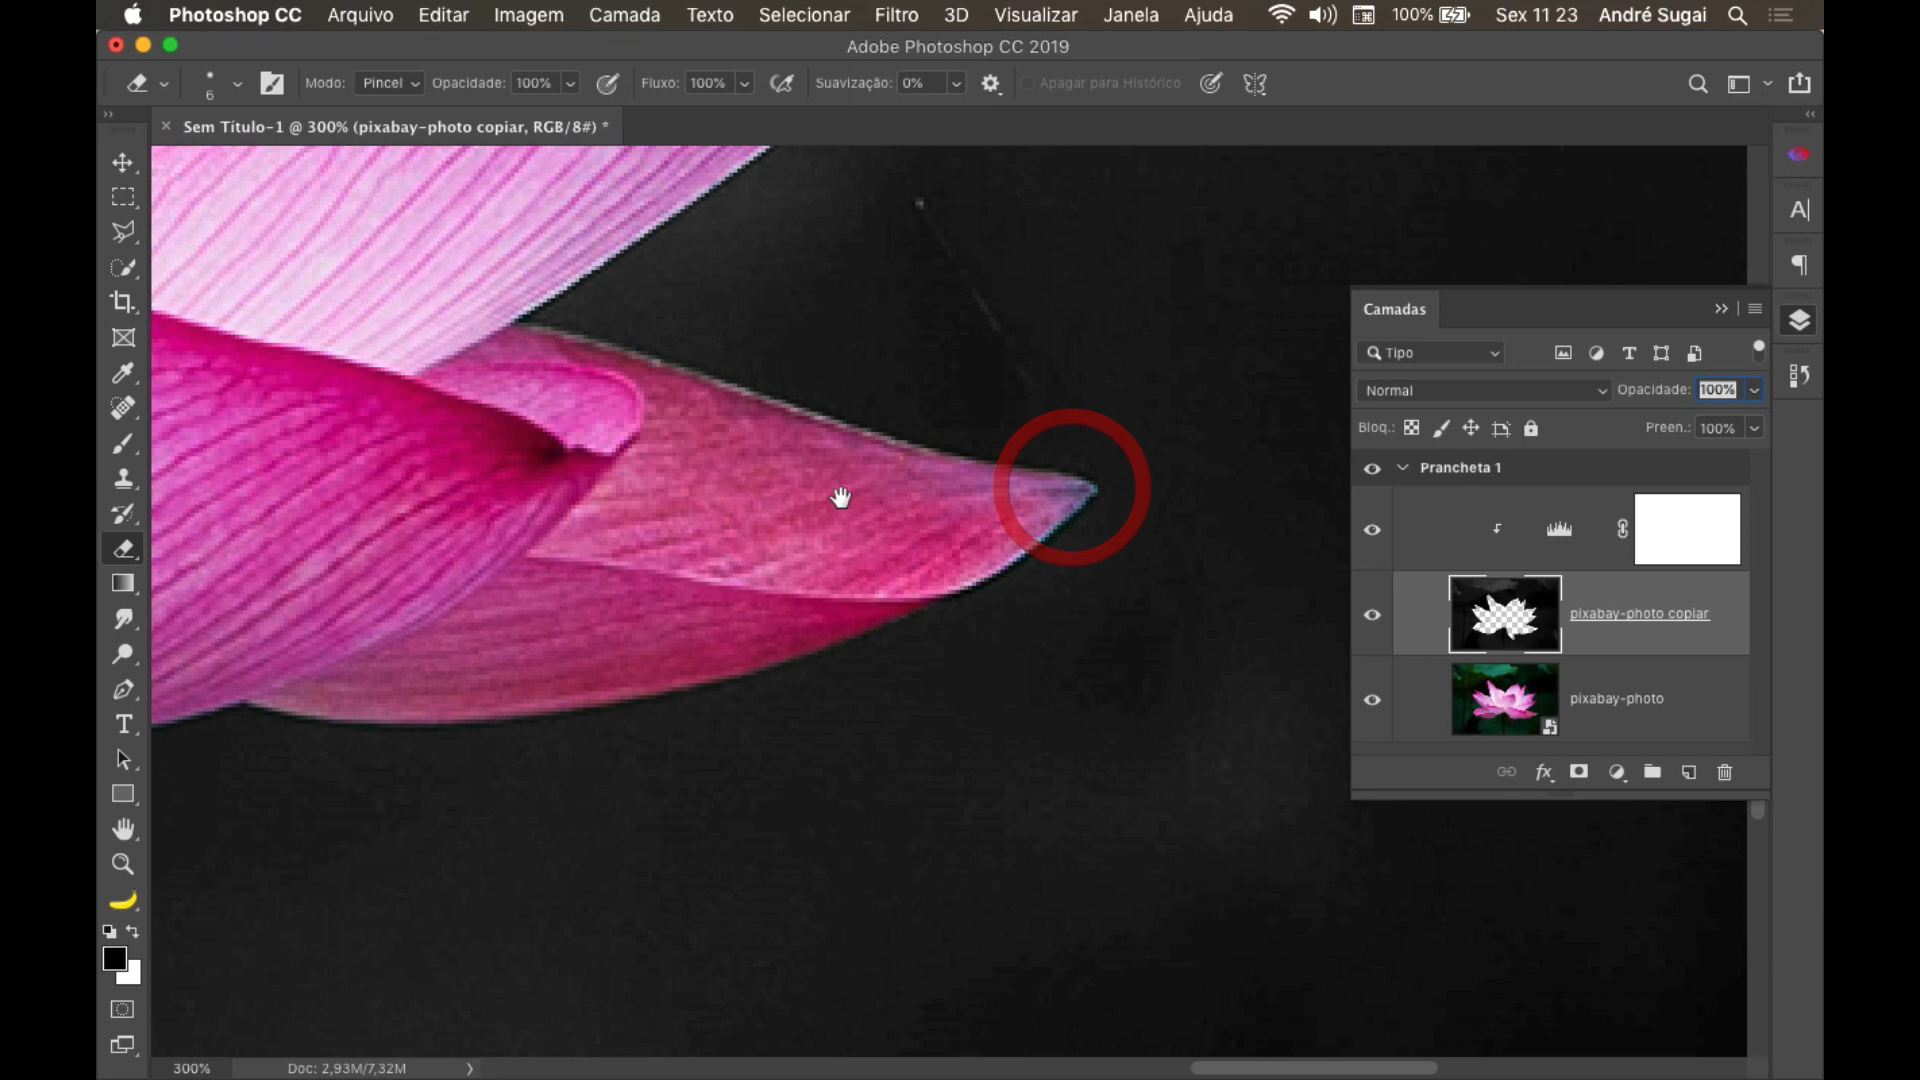 Photoshop CC Arquivo Editar Imagem Camada Texto Selecionar Filtro 3D Visualizar Janela Ajuda 100% Sex 11 23 André Sugai
Adobe Photoshop CC 2019
6 Modo: Pincel Opacidade: 100% Fluxo: 100% Suavização: 0% Apagar para Histórico
Sem Título-1 @ 300% (pixabay-photo copiar, RGB/8#) *
Camadas
Tipo
Normal Opacidade: 100%
Bloq.: Preen.: 100%
Prancheta 1
pixabay-photo copiar
pixabay-photo
300% Doc: 2,93M/7,32M